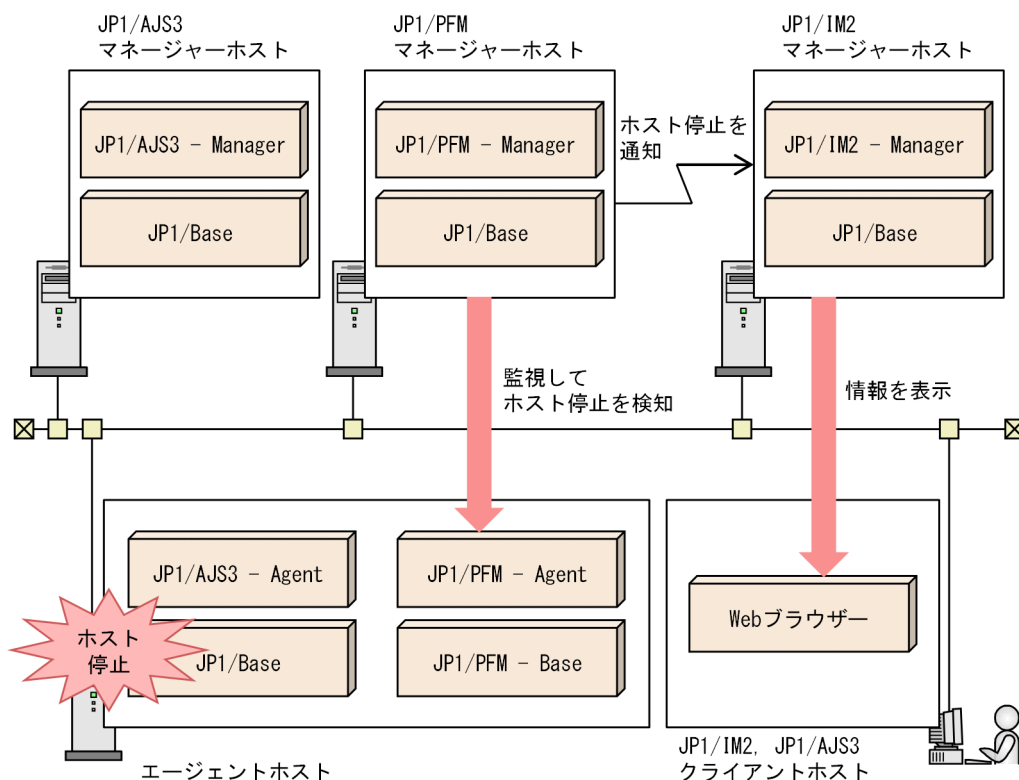 JP1/AJS3
マネージャーホスト
JP1/PFM
マネージャーホスト
JP1/IM2
マネージャーホスト
JP1/AJS3 − Manager
JP1/Base
JP1/PFM − Manager
JP1/Base
ホスト停止を
通知
JP1/IM2 − Manager
JP1/Base
監視して
ホスト停止を検知
情報を表示
JP1/AJS3 − Agent
JP1/PFM − Agent
ホスト
停止
JP1/Base
JP1/PFM − Base
Webブラウザー
エージェントホスト
JP1/IM2, JP1/AJS3
クライアントホスト